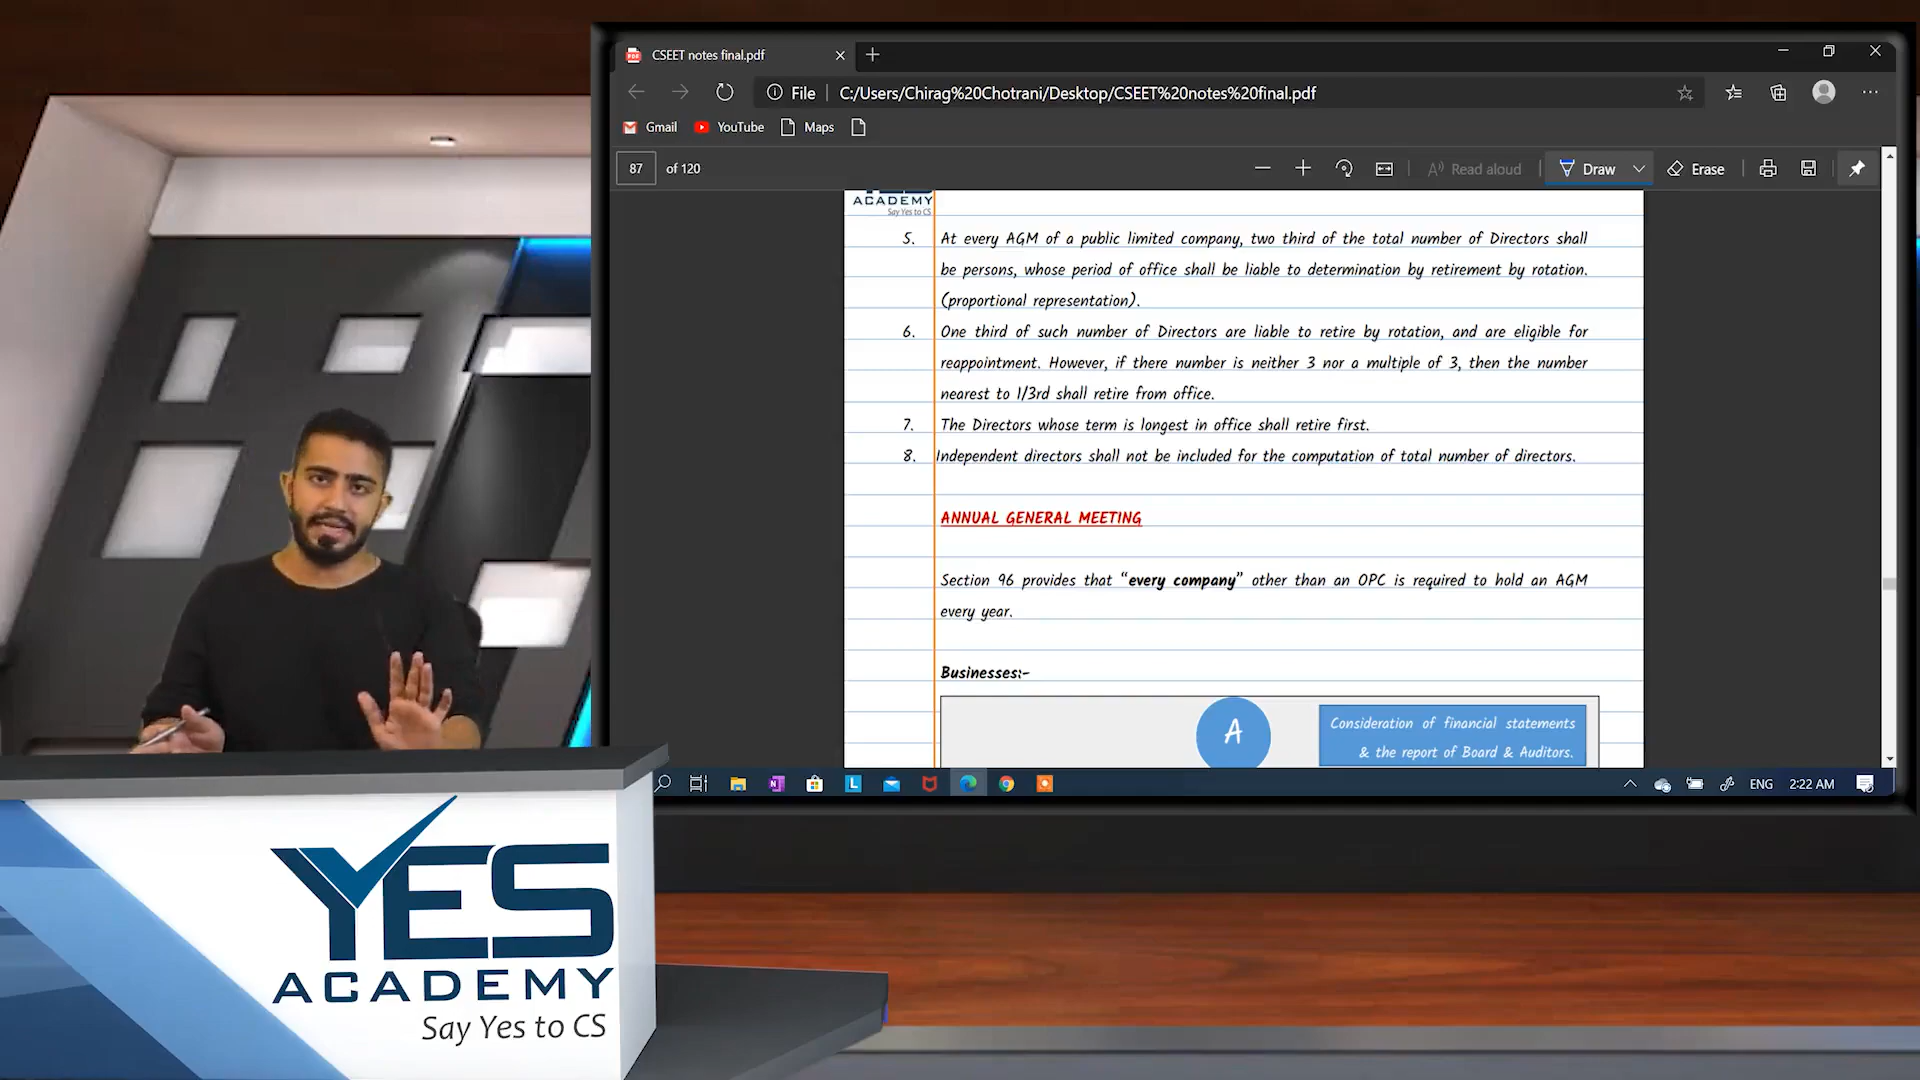 CSEET notes final.pdf
File C:/Users/Chirag%20Chotrani/Desktop/CSEET%20notes%20final.pdf
Gmail YouTube Maps
87 of 120 Read aloud Draw Erase
ACADEMY
Say Yes to CS
5. At every AGM of a public limited company, two third of the total number of Directors shall
be persons, whose period of office shall be liable to determination by retirement by rotation.
(proportional representation).
6. One third of such number of Directors are liable to retire by rotation, and are eligible for
reappointment. However, if there number is neither 3 nor a multiple of 3, then the number
nearest to 1/3rd shall retire from office.
7. The Directors whose term is longest in office shall retire first.
8. Independent directors shall not be included for the computation of total number of directors.
ANNUAL GENERAL MEETING
Section 96 provides that “every company” other than an OPC is required to hold an AGM
every year.
Businesses:-
A
Consideration of financial statements
& the report of Board & Auditors.
ENG 2:22 AM
YES
ACADEMY
Say Yes to CS